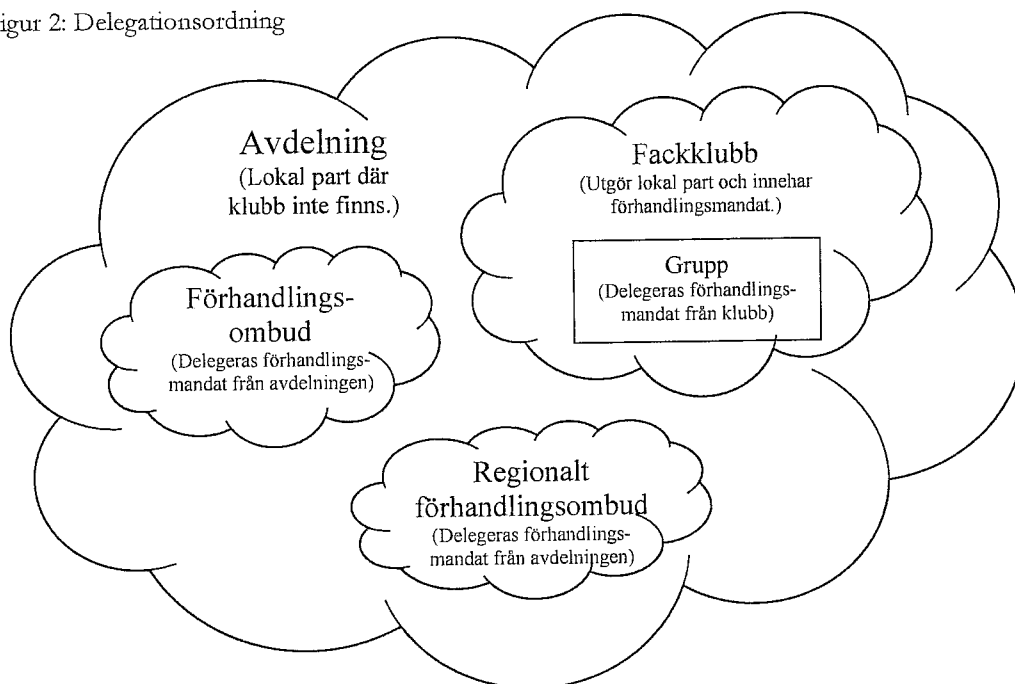 igur 2: Delegationsordning
Avdelning
(Lokal part där
klubb inte finns.)
Fackklubb
(Utgör lokal part och innehar
förhandlingsmandat.)
Grupp
(Delegeras förhandlings-
mandat från klubb)
Förhandlings-
ombud
(Delegeras förhandlings-
mandat från avdelningen)
Regionalt
förhandlingsombud
(Delegeras förhandlings-
mandat från avdelningen)